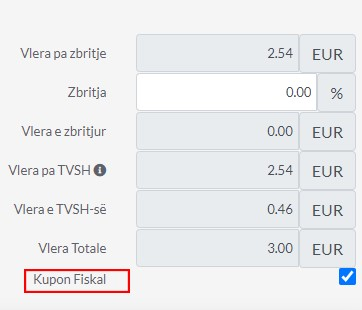 Vlera pa zbritje 2.54 EUR
Zbritja 0.00 %
Vlera e zbritjur 0.00 EUR
Vlera pa TVSH 2.54 EUR
Vlera e TVSH-së 0.46 EUR
Vlera Totale 3.00 EUR
Kupon Fiskal